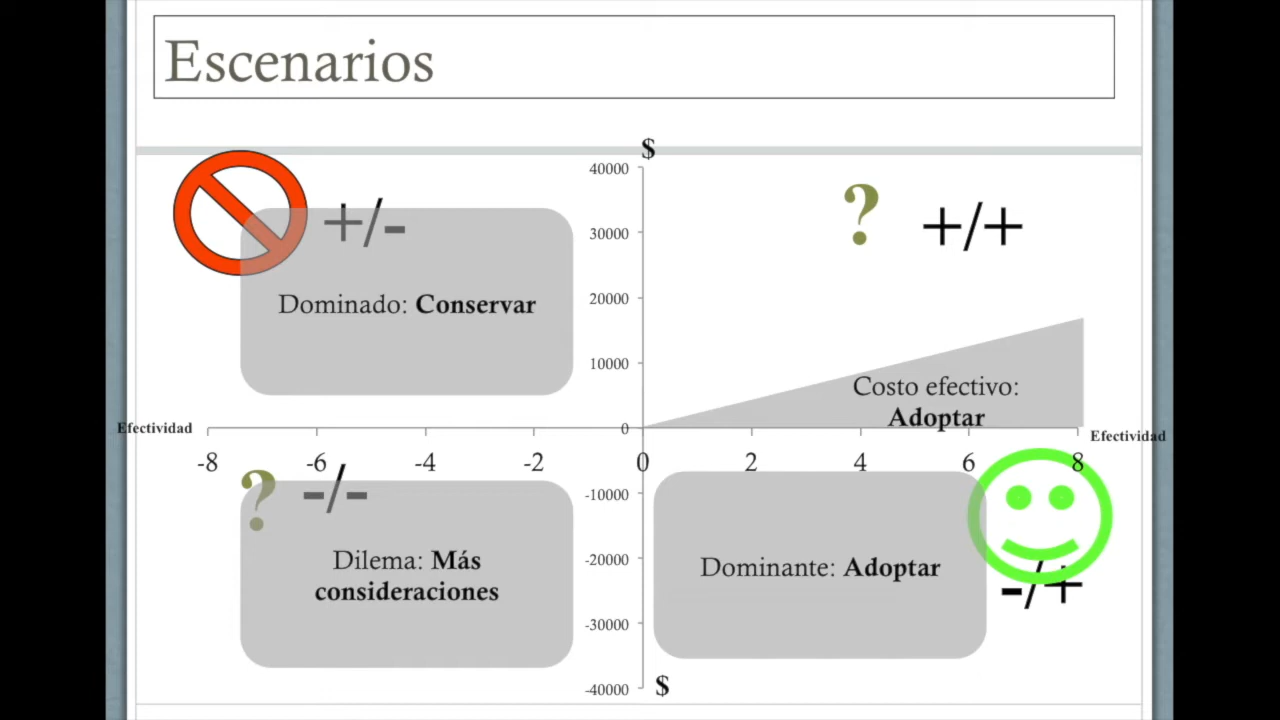 Escenarios
$
40000
30000
20000
10000
0
-10000
-20000
-30000
-40000
$
+/-
Dominado: Conservar
?
+/+
Costo efectivo:
Adoptar
Efectividad
Efectividad
-8
-6
-4
-2
0
2
4
6
8
?
-/-
Dilema: Más
consideraciones
Dominante: Adoptar
-/+